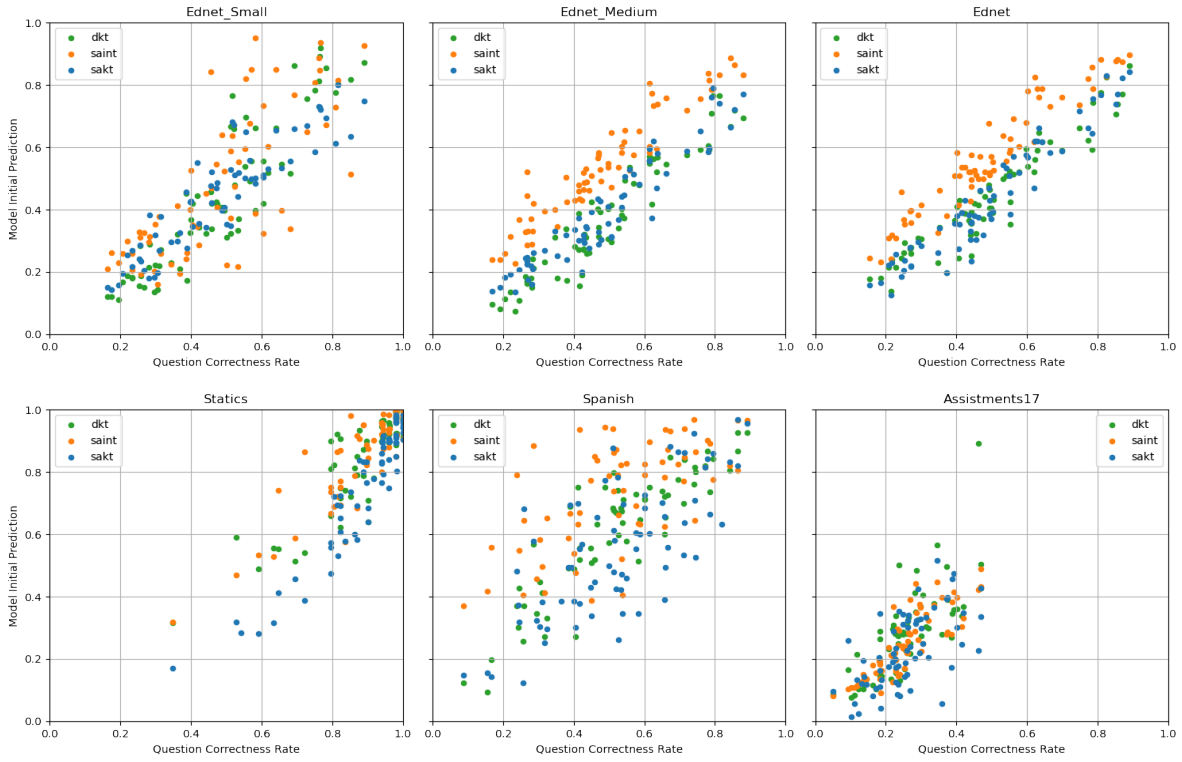 Ednet_Small
Ednet_Medium
Ednet
dkt
saint
sakt
dkt
saint
sakt
dkt
saint
sakt
Model Initial Prediction
1.0
0.8
0.6
0.4
0.2
0.0
0.0 0.2 0.4 0.6 0.8 1.0
0.0 0.2 0.4 0.6 0.8 1.0
0.0 0.2 0.4 0.6 0.8 1.0
Question Correctness Rate
Question Correctness Rate
Question Correctness Rate
Statics
Spanish
Assistments17
dkt
saint
sakt
dkt
saint
sakt
dkt
saint
sakt
Model Initial Prediction
1.0
0.8
0.6
0.4
0.2
0.0
0.0 0.2 0.4 0.6 0.8 1.0
0.0 0.2 0.4 0.6 0.8 1.0
0.0 0.2 0.4 0.6 0.8 1.0
Question Correctness Rate
Question Correctness Rate
Question Correctness Rate